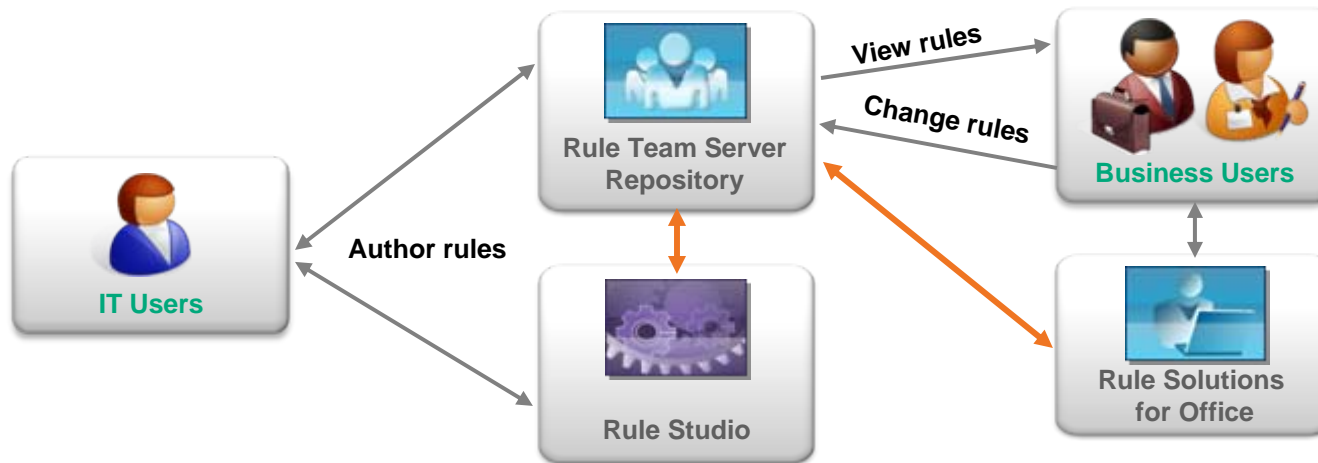 IT Users
Author rules
Rule Team Server
Repository
Rule Studio
View rules
Change rules
Business Users
Rule Solutions
for Office